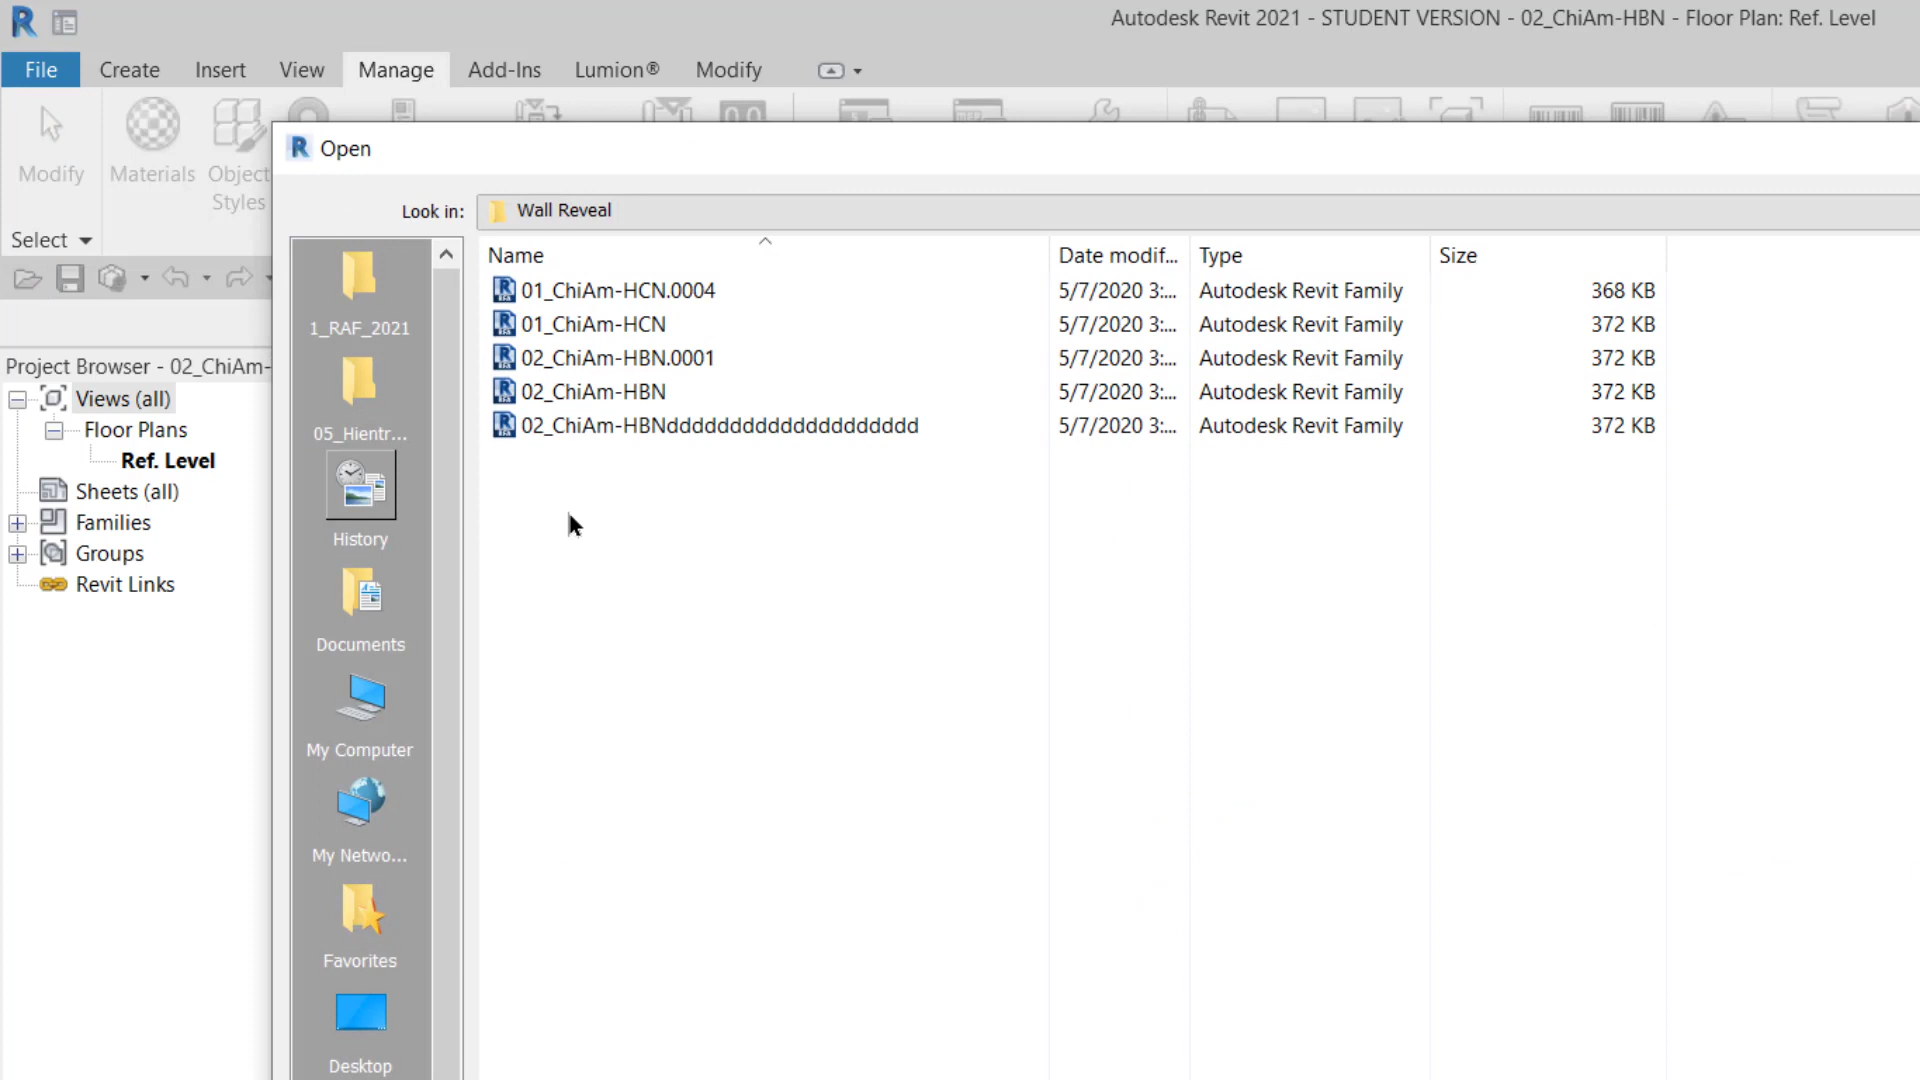 Autodesk Revit 2021 - STUDENT VERSION - 02_ChiAm-HBN - Floor Plan: Ref. Level
File Create Insert View Manage Add-Ins Lumion® Modify
Modify Materials Object Styles
Select
Open
Look in: Wall Reveal
Name Date modif... Type Size
01_ChiAm-HCN.0004 5/7/2020 3:... Autodesk Revit Family 368 KB
01_ChiAm-HCN 5/7/2020 3:... Autodesk Revit Family 372 KB
02_ChiAm-HBN.0001 5/7/2020 3:... Autodesk Revit Family 372 KB
02_ChiAm-HBN 5/7/2020 3:... Autodesk Revit Family 372 KB
02_ChiAm-HBNdddddddddddddddddddd 5/7/2020 3:... Autodesk Revit Family 372 KB
1_RAF_2021
05_Hientr...
History
Documents
My Computer
My Netwo...
Favorites
Desktop
Project Browser - 02_ChiAm-
Views (all)
Floor Plans
Ref. Level
Sheets (all)
Families
Groups
Revit Links